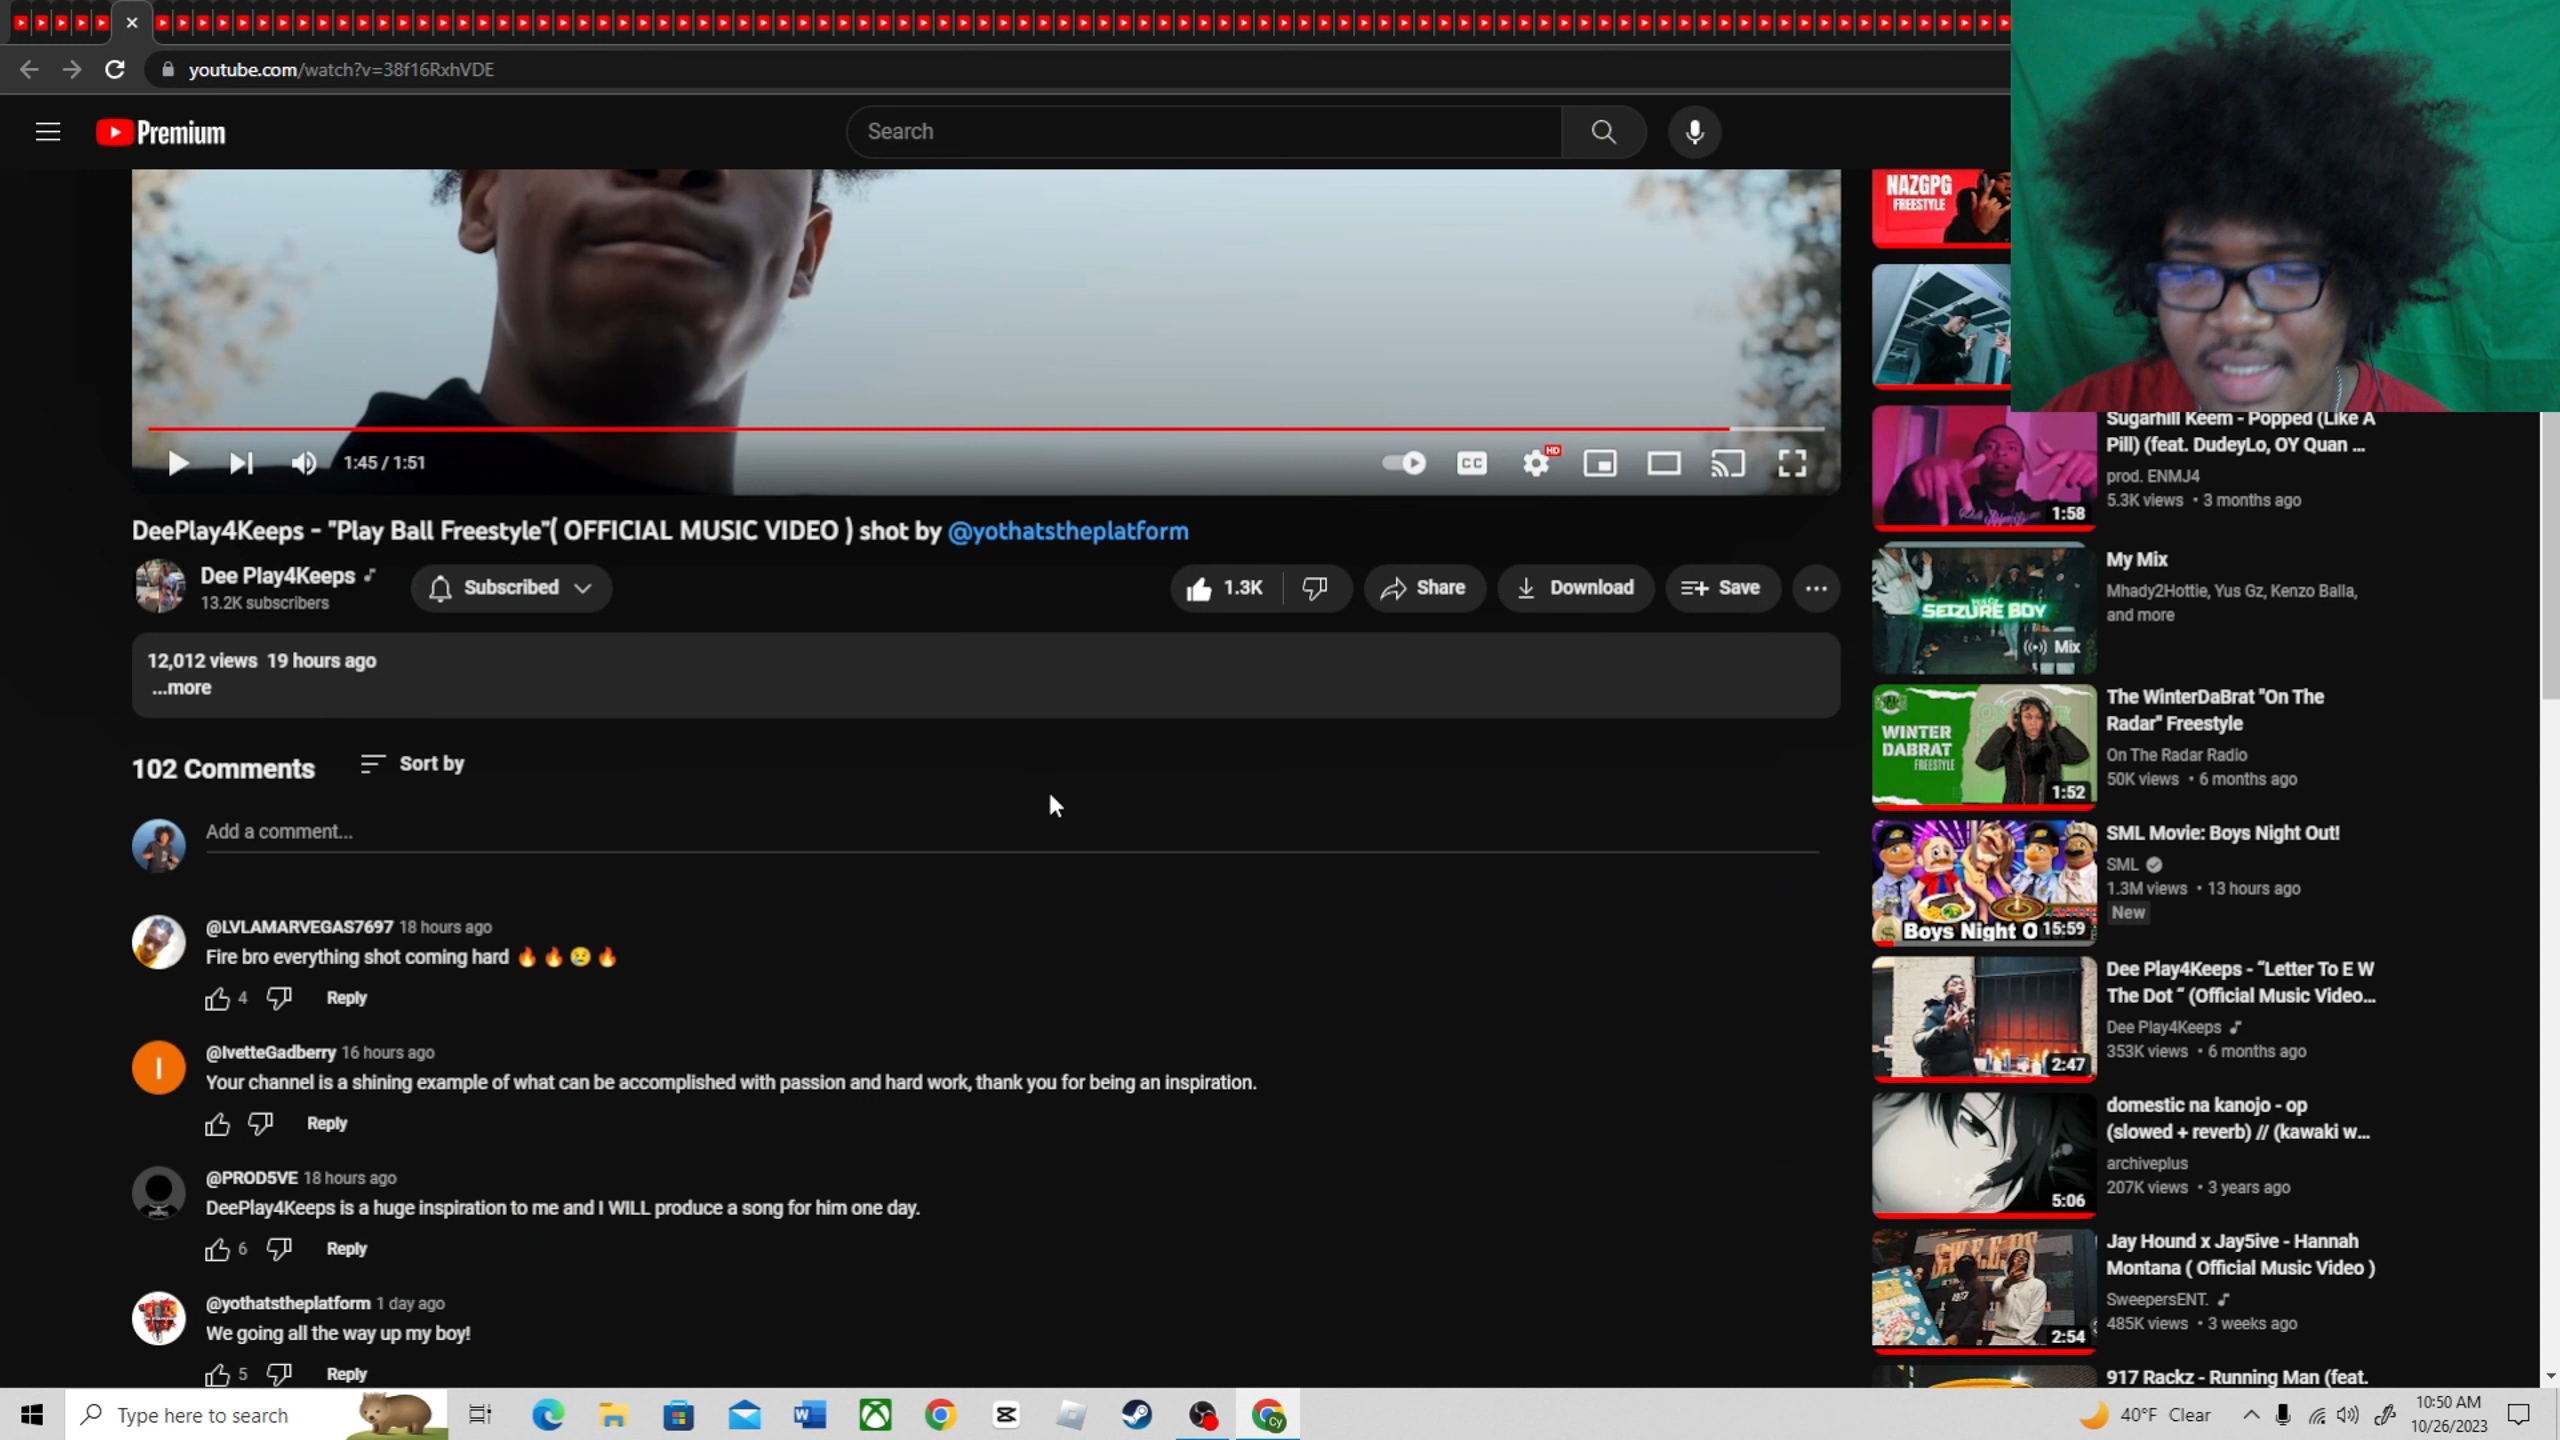 youtube.com/watch?v=38f16RxhVDE
Premium
Search
NAZGPG
FREESTYLE
1:45 / 1:51
CC
HD
DeePlay4Keeps - "Play Ball Freestyle"( OFFICIAL MUSIC VIDEO ) shot by @yothatstheplatform
Dee Play4Keeps
13.2K subscribers
Subscribed
1.3K
Share
Download
Save
12,012 views 19 hours ago
...more
102 Comments
Sort by
Add a comment...
@LVLAMARVEGAS7697 18 hours ago
Fire bro everything shot coming hard 🔥 🔥 😢 🔥
4
Reply
@IvetteGadberry 16 hours ago
Your channel is a shining example of what can be accomplished with passion and hard work, thank you for being an inspiration.
Reply
@PROD5VE 18 hours ago
DeePlay4Keeps is a huge inspiration to me and I WILL produce a song for him one day.
6
Reply
@yothatstheplatform 1 day ago
We going all the way up my boy!
5
Reply
Sugarhill Keem - Popped (Like A
Pill) (feat. DudeyLo, OY Quan ...
prod. ENMJ4
5.3K views • 3 months ago
1:58
My Mix
Mhady2Hottie, Yus Gz, Kenzo Balla,
and more
YUS GZ
SEIZURE BOY
Mix
The WinterDaBrat "On The
Radar" Freestyle
On The Radar Radio
50K views • 6 months ago
WINTER
DABRAT
FREESTYLE
1:52
SML Movie: Boys Night Out!
SML
1.3M views • 13 hours ago
New
Boys Night O
15:59
Dee Play4Keeps - “Letter To E W
The Dot “ (Official Music Video...
Dee Play4Keeps
353K views • 6 months ago
2:47
domestic na kanojo - op
(slowed + reverb) // (kawaki w...
archiveplus
207K views • 3 years ago
5:06
Jay Hound x Jay5ive - Hannah
Montana ( Official Music Video )
SweepersENT.
485K views • 3 weeks ago
2:54
917 Rackz - Running Man (feat.
Type here to search
40°F Clear
10:50 AM
10/26/2023